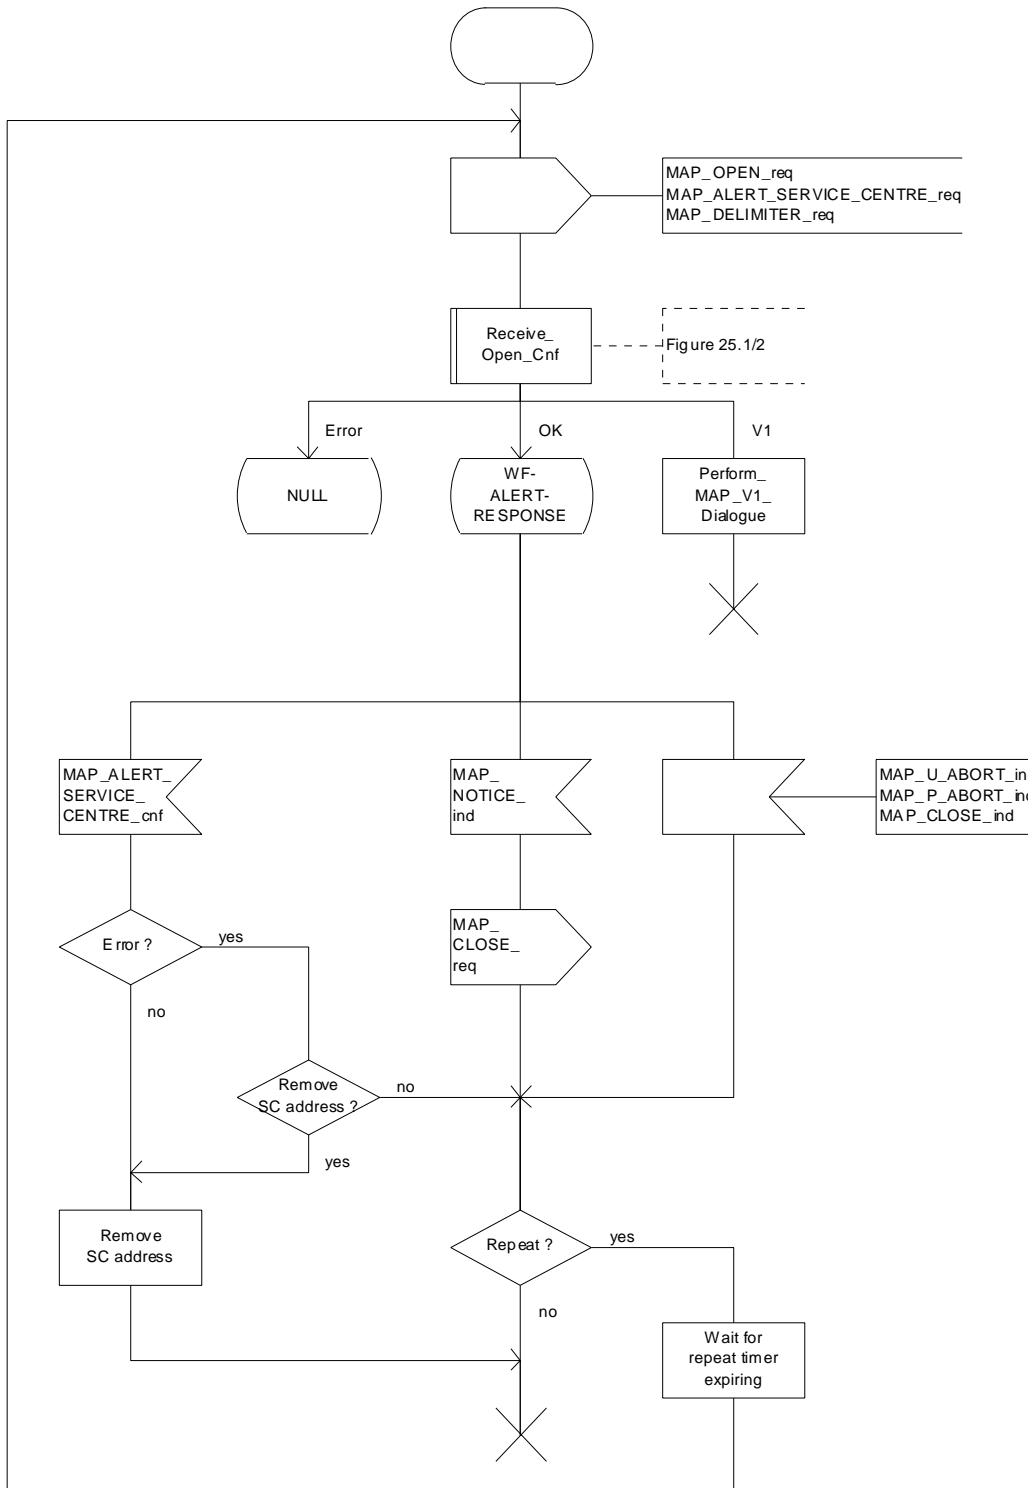 MAP_OPEN_req
MAP_ALERT_SERVICE_CENTRE_req
MAP_DELIMITER_req
Receive_
Open_Cnf
Figure 25.1/2
Error
OK
V1
NULL
WF-
ALERT-
RESPONSE
Perform_
MAP_V1_
Dialogue
MAP_ALERT_
SERVICE_
CENTRE_cnf
MAP_
NOTICE_
ind
MAP_U_ABORT_in
MAP_P_ABORT_ind
MAP_CLOSE_ind
Error ?
yes
no
MAP_
CLOSE_
req
Remove
SC address ?
no
yes
Remove
SC address
Repeat ?
yes
no
Wait for
repeat timer
expiring